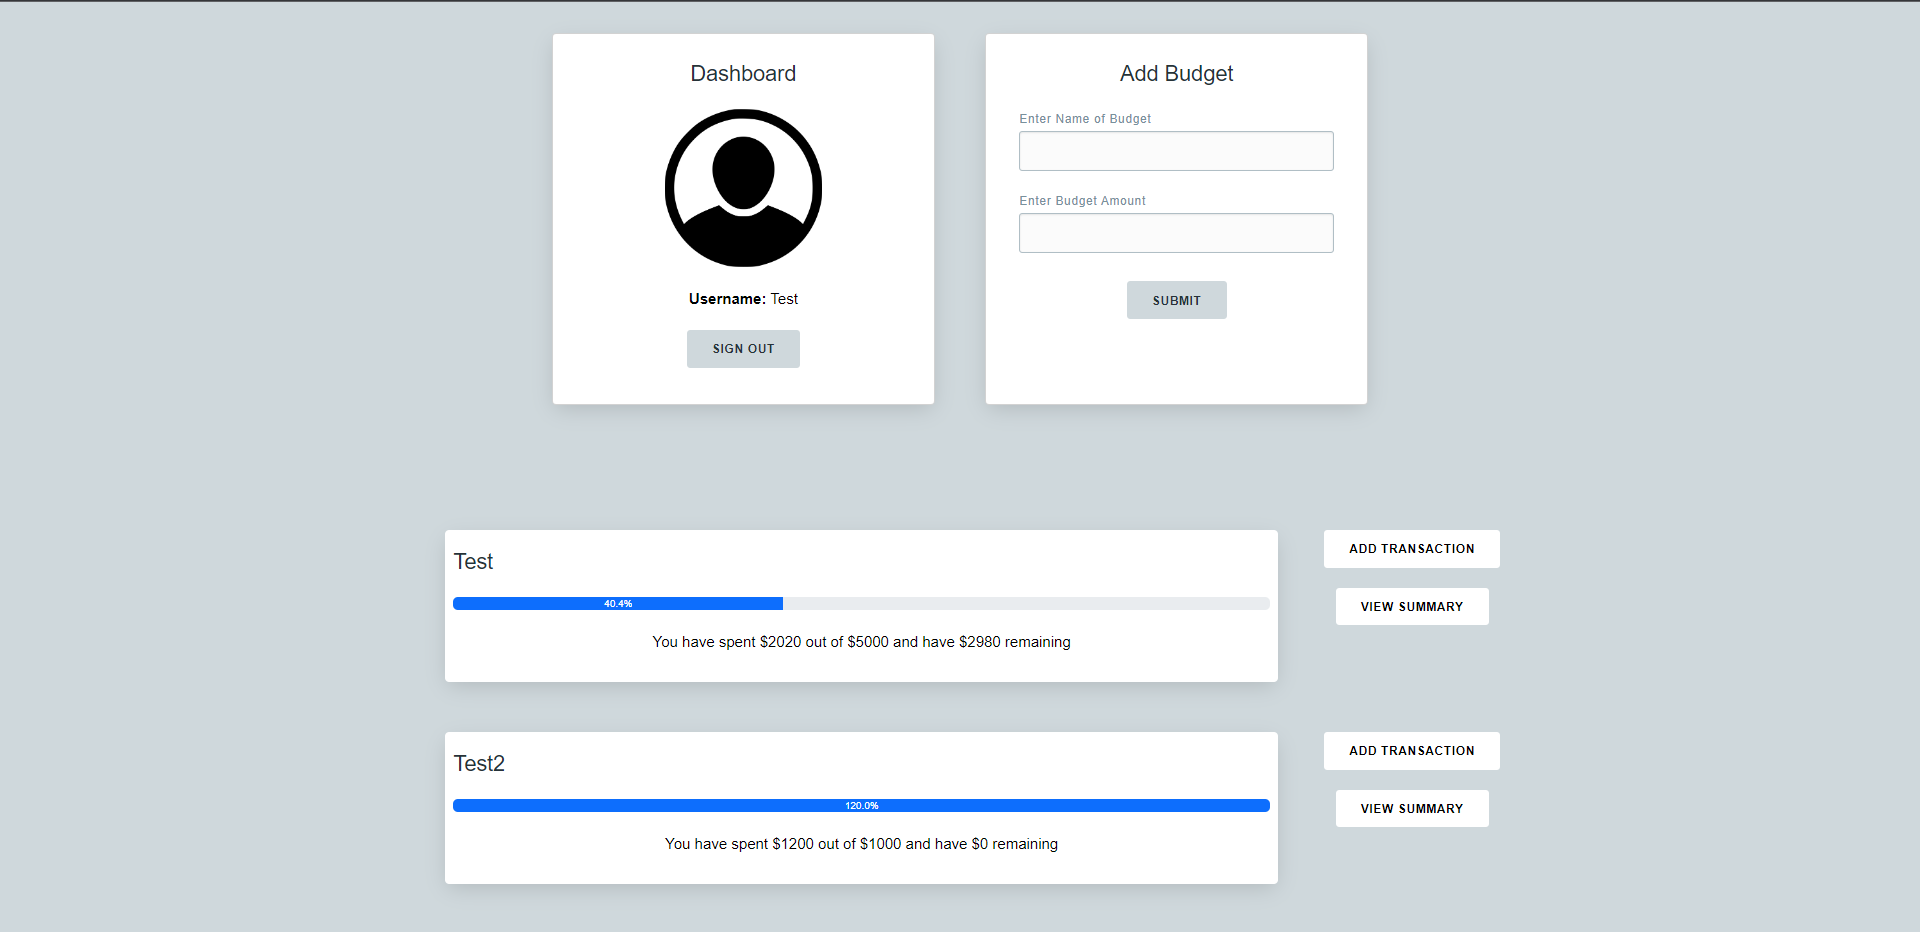 Dashboard
Username: Test
SIGN OUT
Add Budget
Enter Name of Budget
Enter Budget Amount
SUBMIT
Test
40.4%
You have spent $2020 out of $5000 and have $2980 remaining
ADD TRANSACTION
VIEW SUMMARY
Test2
120.0%
You have spent $1200 out of $1000 and have $0 remaining
ADD TRANSACTION
VIEW SUMMARY